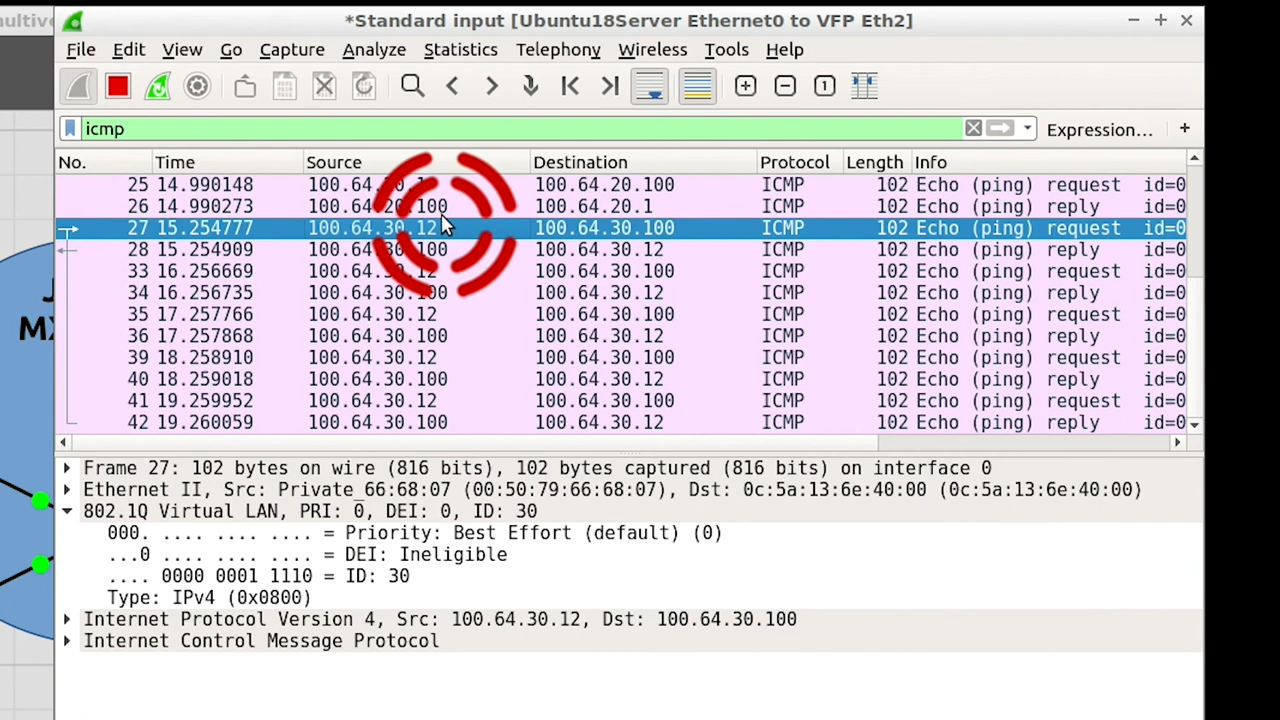 *Standard input [Ubuntu18Server Ethernet0 to VFP Eth2]
File Edit View Go Capture Analyze Statistics Telephony Wireless Tools Help
icmp Expression… +
No. Time Source Destination Protocol Length Info
25 14.990148 100.64.20.1 100.64.20.100 ICMP 102 Echo (ping) request id=0
26 14.990273 100.64.20.100 100.64.20.1 ICMP 102 Echo (ping) reply id=0
27 15.254777 100.64.30.12 100.64.30.100 ICMP 102 Echo (ping) request id=0
28 15.254909 100.64.30.100 100.64.30.12 ICMP 102 Echo (ping) reply id=0
33 16.256669 100.64.30.12 100.64.30.100 ICMP 102 Echo (ping) request id=0
34 16.256735 100.64.30.100 100.64.30.12 ICMP 102 Echo (ping) reply id=0
35 17.257766 100.64.30.12 100.64.30.100 ICMP 102 Echo (ping) request id=0
36 17.257868 100.64.30.100 100.64.30.12 ICMP 102 Echo (ping) reply id=0
39 18.258910 100.64.30.12 100.64.30.100 ICMP 102 Echo (ping) request id=0
40 18.259018 100.64.30.100 100.64.30.12 ICMP 102 Echo (ping) reply id=0
41 19.259952 100.64.30.12 100.64.30.100 ICMP 102 Echo (ping) request id=0
42 19.260059 100.64.30.100 100.64.30.12 ICMP 102 Echo (ping) reply id=0
Frame 27: 102 bytes on wire (816 bits), 102 bytes captured (816 bits) on interface 0
Ethernet II, Src: Private_66:68:07 (00:50:79:66:68:07), Dst: 0c:5a:13:6e:40:00 (0c:5a:13:6e:40:00)
802.1Q Virtual LAN, PRI: 0, DEI: 0, ID: 30
000. .... .... .... = Priority: Best Effort (default) (0)
...0 .... .... .... = DEI: Ineligible
.... 0000 0001 1110 = ID: 30
Type: IPv4 (0x0800)
Internet Protocol Version 4, Src: 100.64.30.12, Dst: 100.64.30.100
Internet Control Message Protocol